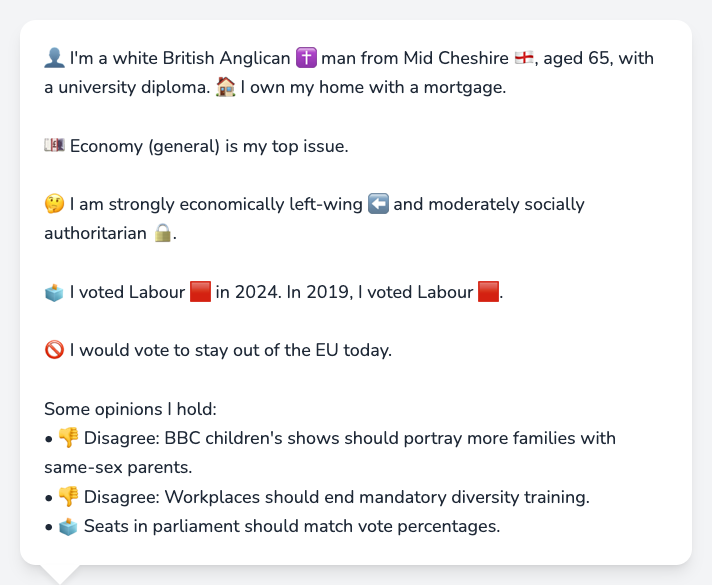 👤 I'm a white British Anglican ✝️ man from Mid Cheshire 🏴󠁧󠁢󠁥󠁮󠁧󠁿, aged 65, with
a university diploma. 🏠 I own my home with a mortgage.
💷 Economy (general) is my top issue.
🤔 I am strongly economically left-wing ⬅️ and moderately socially
authoritarian 🔒.
🗳️ I voted Labour 🟥 in 2024. In 2019, I voted Labour 🟥.
🚫 I would vote to stay out of the EU today.
Some opinions I hold:
• 👎 Disagree: BBC children's shows should portray more families with
same-sex parents.
• 👎 Disagree: Workplaces should end mandatory diversity training.
• 🗳️ Seats in parliament should match vote percentages.